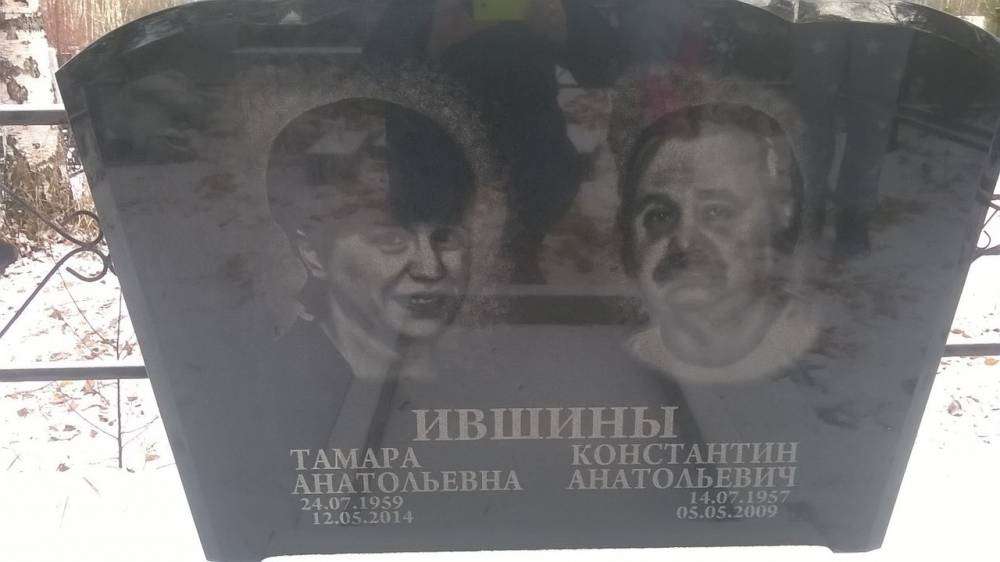 ИВШИНЫ
ТАМАРА
АНАТОЛЬЕВНА
24.07.1959
12.05.2014
КОНСТАНТИН
АНАТОЛЬЕВИЧ
14.07.1957
05.05.2009